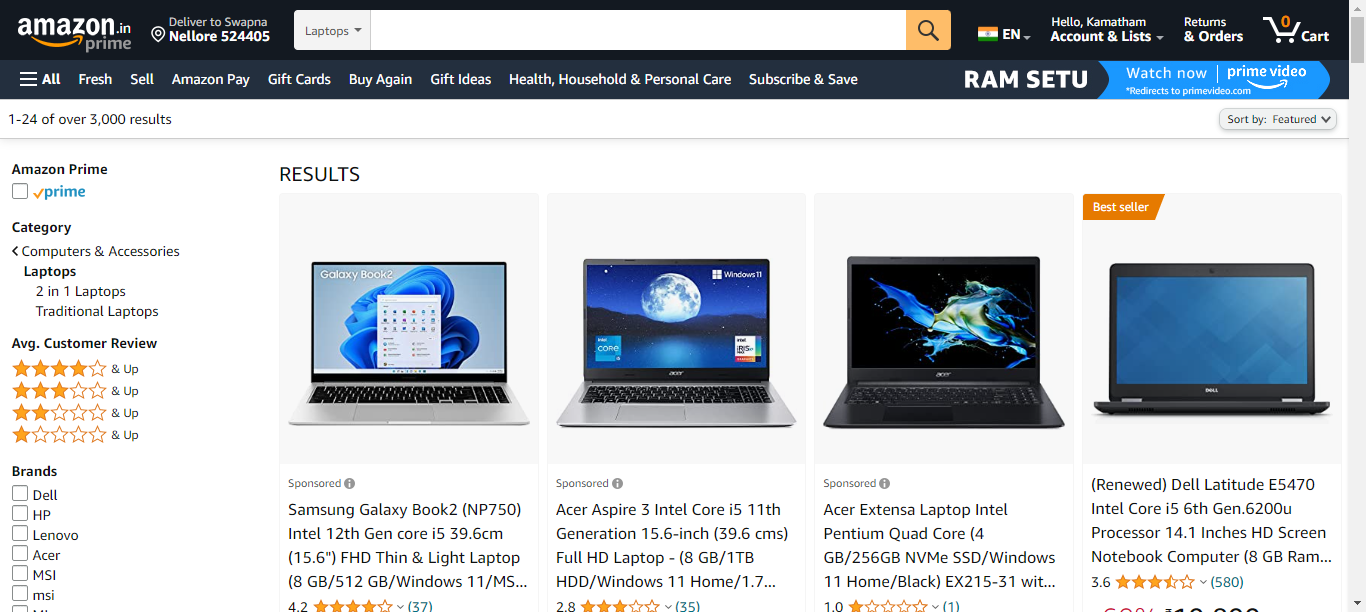 amazon.in
prime
Deliver to Swapna
Nellore 524405
Laptops
EN
Hello, Kamatham
Account & Lists
Returns
& Orders
0
Cart
All
Fresh
Sell
Amazon Pay
Gift Cards
Buy Again
Gift Ideas
Health, Household & Personal Care
Subscribe & Save
RAM SETU
Watch now
prime video
*Redirects to primevideo.com
1-24 of over 3,000 results
Sort by: Featured
Amazon Prime
prime
Category
Computers & Accessories
Laptops
2 in 1 Laptops
Traditional Laptops
Avg. Customer Review
& Up
& Up
& Up
& Up
Brands
Dell
HP
Lenovo
Acer
MSI
msi
RESULTS
Galaxy Book2
Sponsored
Samsung Galaxy Book2 (NP750)
Intel 12th Gen core i5 39.6cm
(15.6") FHD Thin & Light Laptop
(8 GB/512 GB/Windows 11/MS...
4.2
(37)
Windows 11
intel
CORE
i5
intel
acer
Sponsored
Acer Aspire 3 Intel Core i5 11th
Generation 15.6-inch (39.6 cms)
Full HD Laptop - (8 GB/1TB
HDD/Windows 11 Home/1.7...
2.8
(35)
acer
Sponsored
Acer Extensa Laptop Intel
Pentium Quad Core (4
GB/256GB NVMe SSD/Windows
11 Home/Black) EX215-31 wit...
1.0
(1)
Best seller
DELL
(Renewed) Dell Latitude E5470
Intel Core i5 6th Gen.6200u
Processor 14.1 Inches HD Screen
Notebook Computer (8 GB Ram...
3.6
(580)